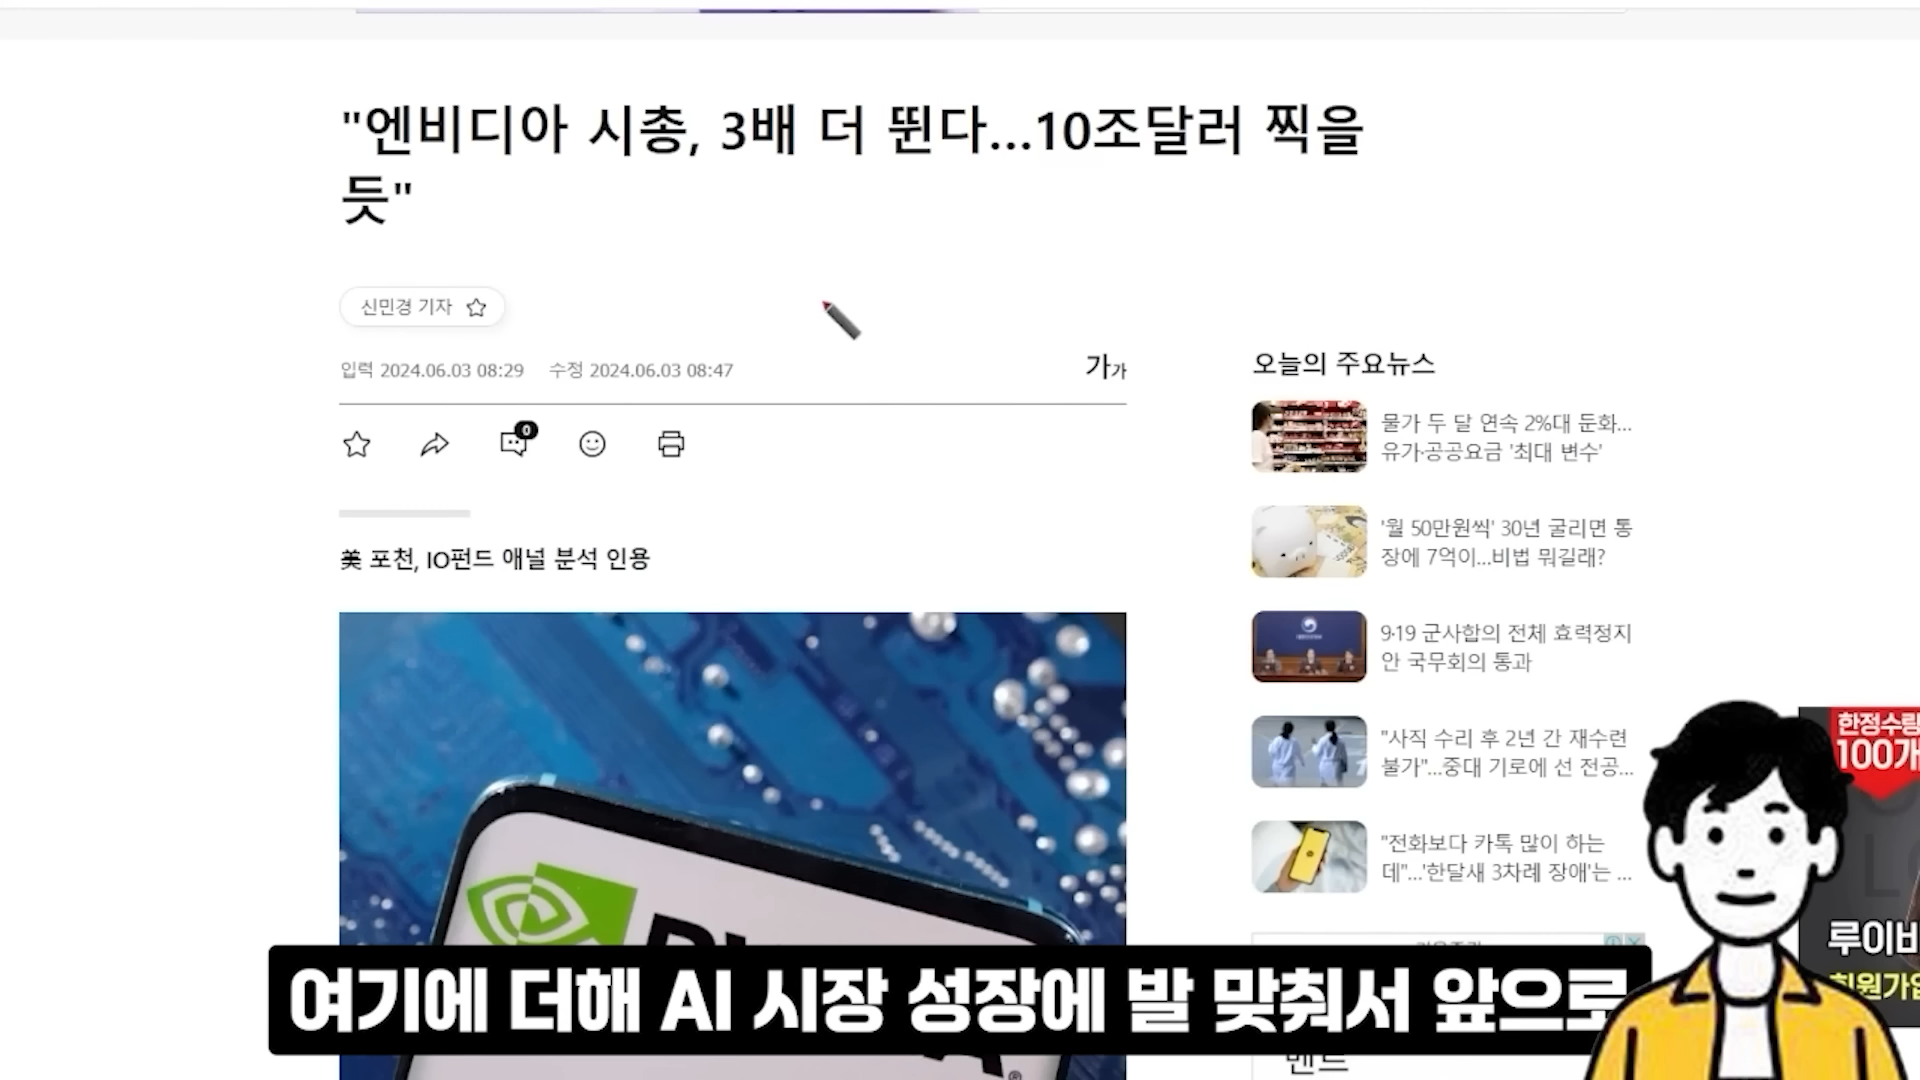 "엔비디아 시총, 3배 더 뛴다…10조달러 찍을
듯"
신민경 기자
입력 2024.06.03 08:29 수정 2024.06.03 08:47
가가
0
美 포천, IO펀드 애널 분석 인용
오늘의 주요뉴스
물가 두 달 연속 2%대 둔화...
유가·공공요금 '최대 변수'
'월 50만원씩' 30년 굴리면 통
장에 7억이…비법 뭐길래?
9·19 군사합의 전체 효력정지
안 국무회의 통과
"사직 수리 후 2년 간 재수련
불가"…중대 기로에 선 전공...
"전화보다 카톡 많이 하는
데"…'한달새 3차례 장애'는 ...
한정수량
100개
루이비
회원가입
여기에 더해 AI 시장 성장에 발 맞춰서 앞으로